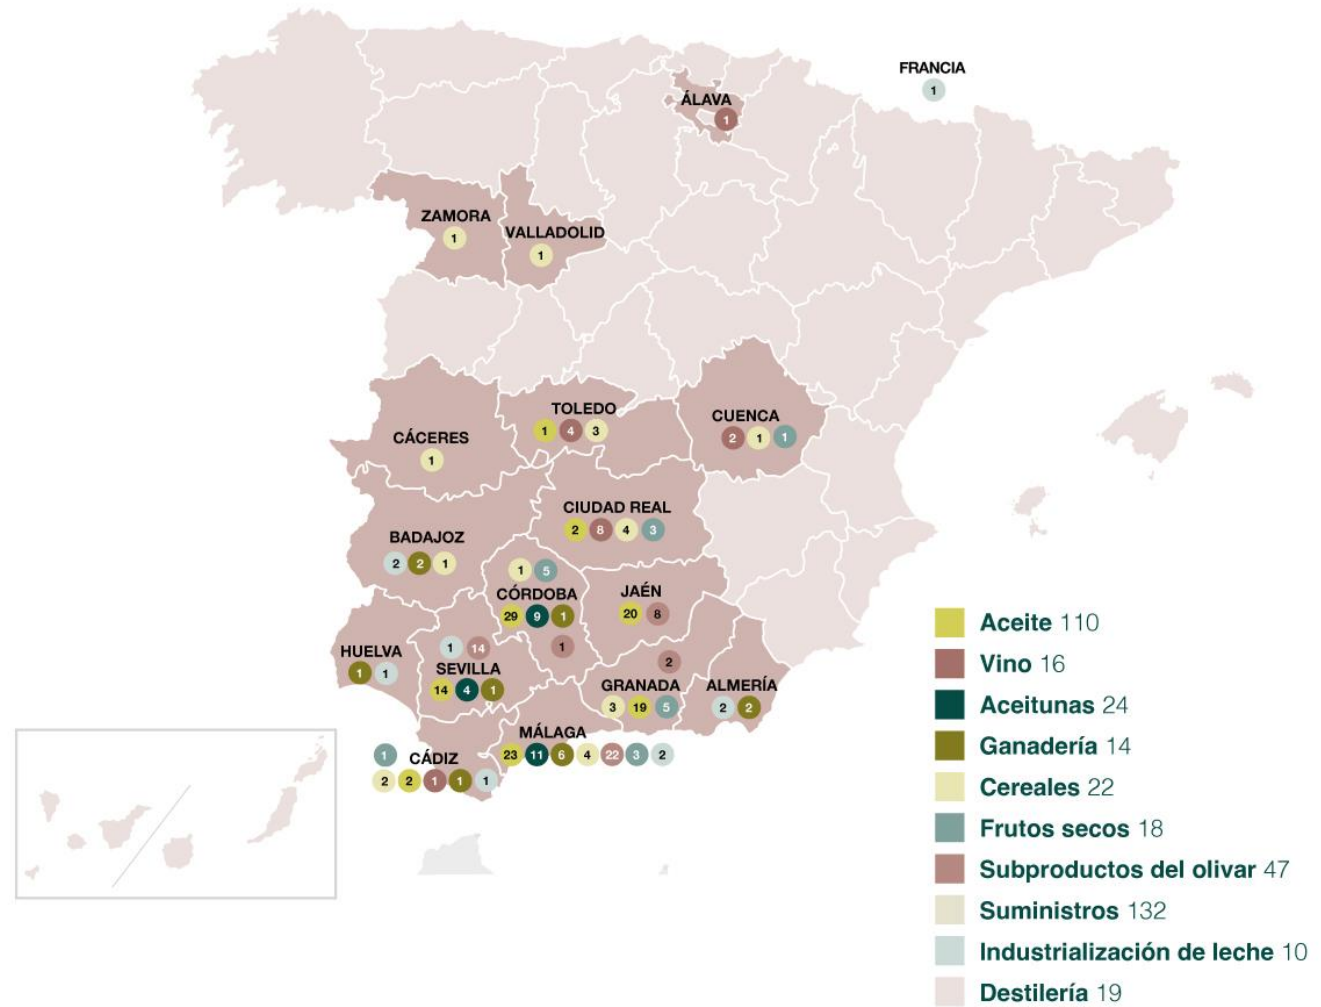 FRANCIA
1
ÁLAVA
1
ZAMORA
1
VALLADOLID
1
TOLEDO
1 4 3
CUENCA
2 1 1
CÁCERES
1
CIUDAD REAL
2 8 4 3
BADAJOZ
2 2 1
1 5
CÓRDOBA
29 9 1
1
JAÉN
20 8
HUELVA
1 1
1 14
SEVILLA
14 4 1
2
GRANADA
3 19 5
ALMERÍA
2 2
MÁLAGA
23 11 6 4 22 3 2
1
CÁDIZ
2 2 1 1 1
Aceite 110
Vino 16
Aceitunas 24
Ganadería 14
Cereales 22
Frutos secos 18
Subproductos del olivar 47
Suministros 132
Industrialización de leche 10
Destilería 19